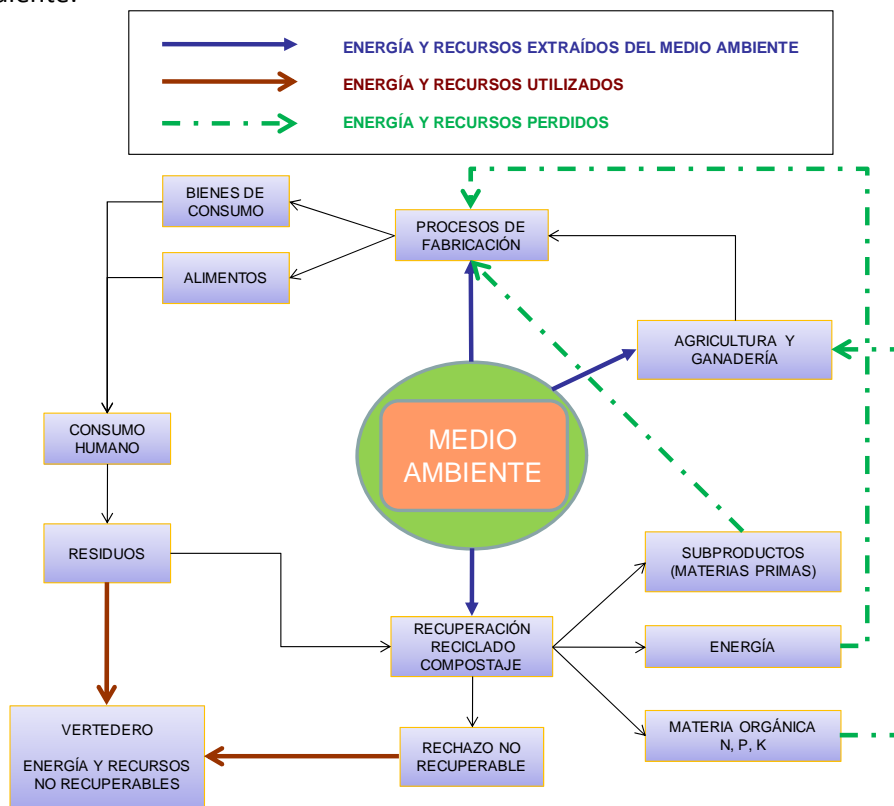 ENERGÍA Y RECURSOS EXTRAÍDOS DEL MEDIO AMBIENTE
ENERGÍA Y RECURSOS UTILIZADOS
ENERGÍA Y RECURSOS PERDIDOS
BIENES DE
CONSUMO
PROCESOS DE
FABRICACIÓN
ALIMENTOS
AGRICULTURA Y
GANADERÍA
CONSUMO
HUMANO
MEDIO
AMBIENTE
RESIDUOS
SUBPRODUCTOS
(MATERIAS PRIMAS)
RECUPERACIÓN
RECICLADO
COMPOSTAJE
ENERGÍA
VERTEDERO
ENERGÍA Y RECURSOS
NO RECUPERABLES
RECHAZO NO
RECUPERABLE
MATERIA ORGÁNICA
N, P, K